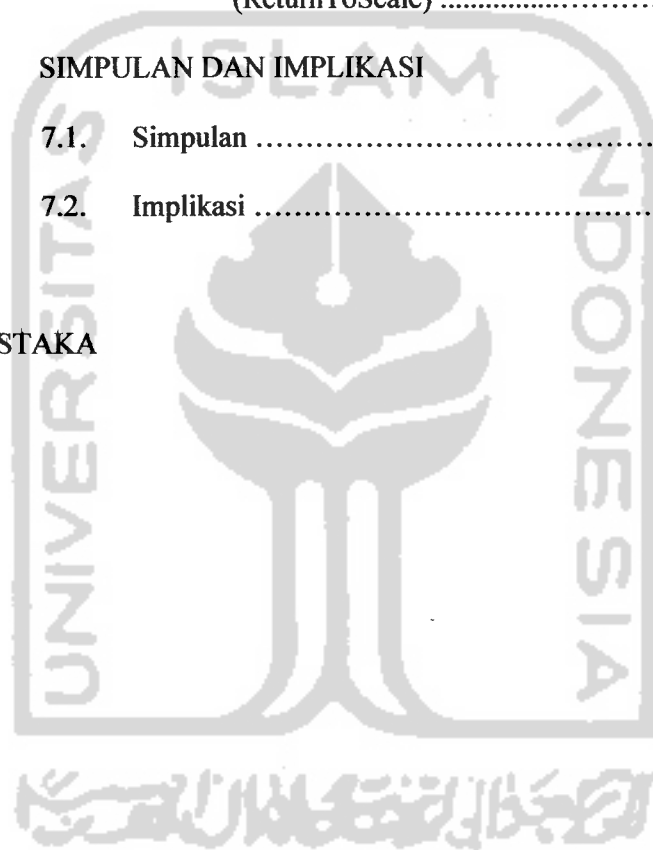 (ReturnToScale) ................………
SIMPULAN DAN IMPLIKASI
7.1. Simpulan ………………………………
7.2. Implikasi ………………………………
STAKA
UNIVERSITAS
ISLAM
INDONESIA